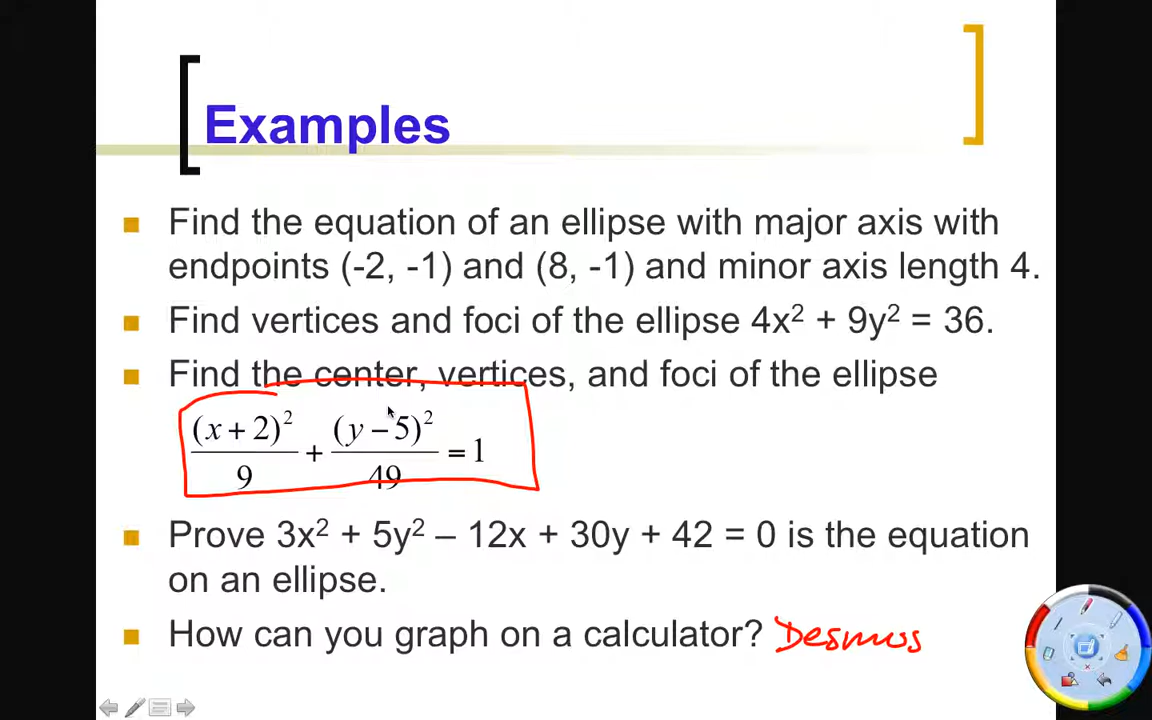 Examples
Find the equation of an ellipse with major axis with
endpoints (-2, -1) and (8, -1) and minor axis length 4.
Find vertices and foci of the ellipse 4x² + 9y² = 36.
Find the center, vertices, and foci of the ellipse
(x + 2)²/9 + (y − 5)²/49 = 1
Prove 3x² + 5y² – 12x + 30y + 42 = 0 is the equation
on an ellipse.
How can you graph on a calculator? Desmos